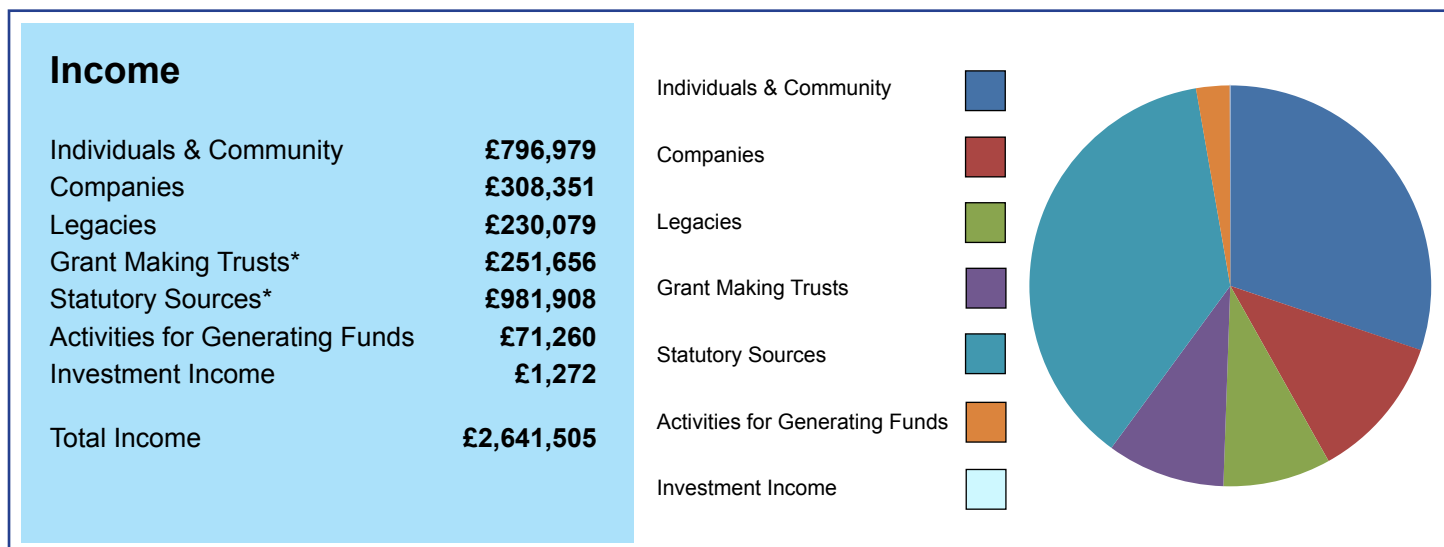 Income
Individuals & Community £796,979
Companies £308,351
Legacies £230,079
Grant Making Trusts* £251,656
Statutory Sources* £981,908
Activities for Generating Funds £71,260
Investment Income £1,272
Total Income £2,641,505
Individuals & Community
Companies
Legacies
Grant Making Trusts
Statutory Sources
Activities for Generating Funds
Investment Income